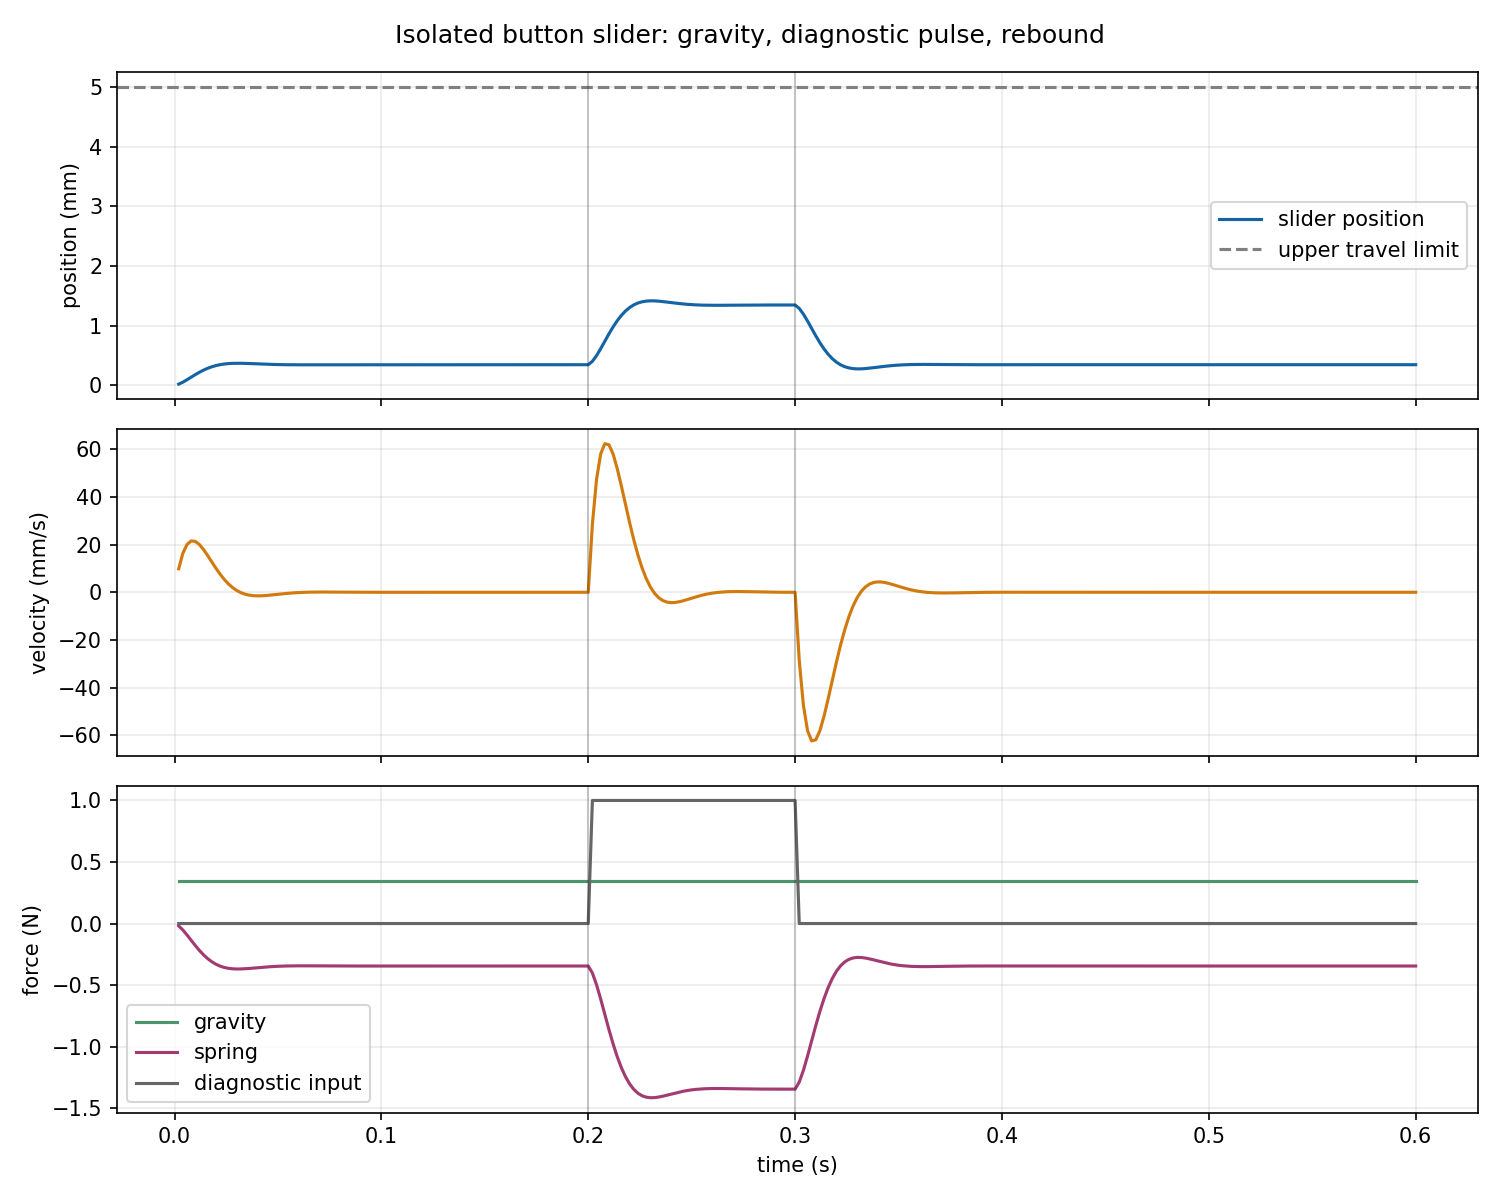 Isolated button slider: gravity, diagnostic pulse, rebound
5
4
3
2
1
0
position (mm)
slider position
upper travel limit
60
40
20
0
−20
−40
−60
velocity (mm/s)
1.0
0.5
0.0
−0.5
−1.0
−1.5
force (N)
gravity
spring
diagnostic input
0.0 0.1 0.2 0.3 0.4 0.5 0.6
time (s)